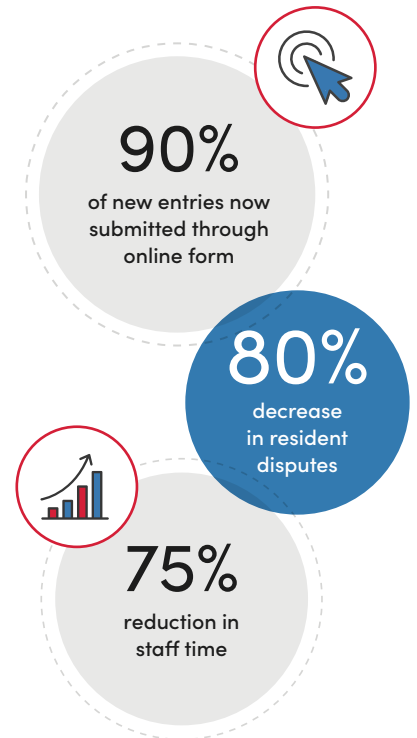 90%
of new entries now
submitted through
online form
80%
decrease
in resident
disputes
75%
reduction in
staff time